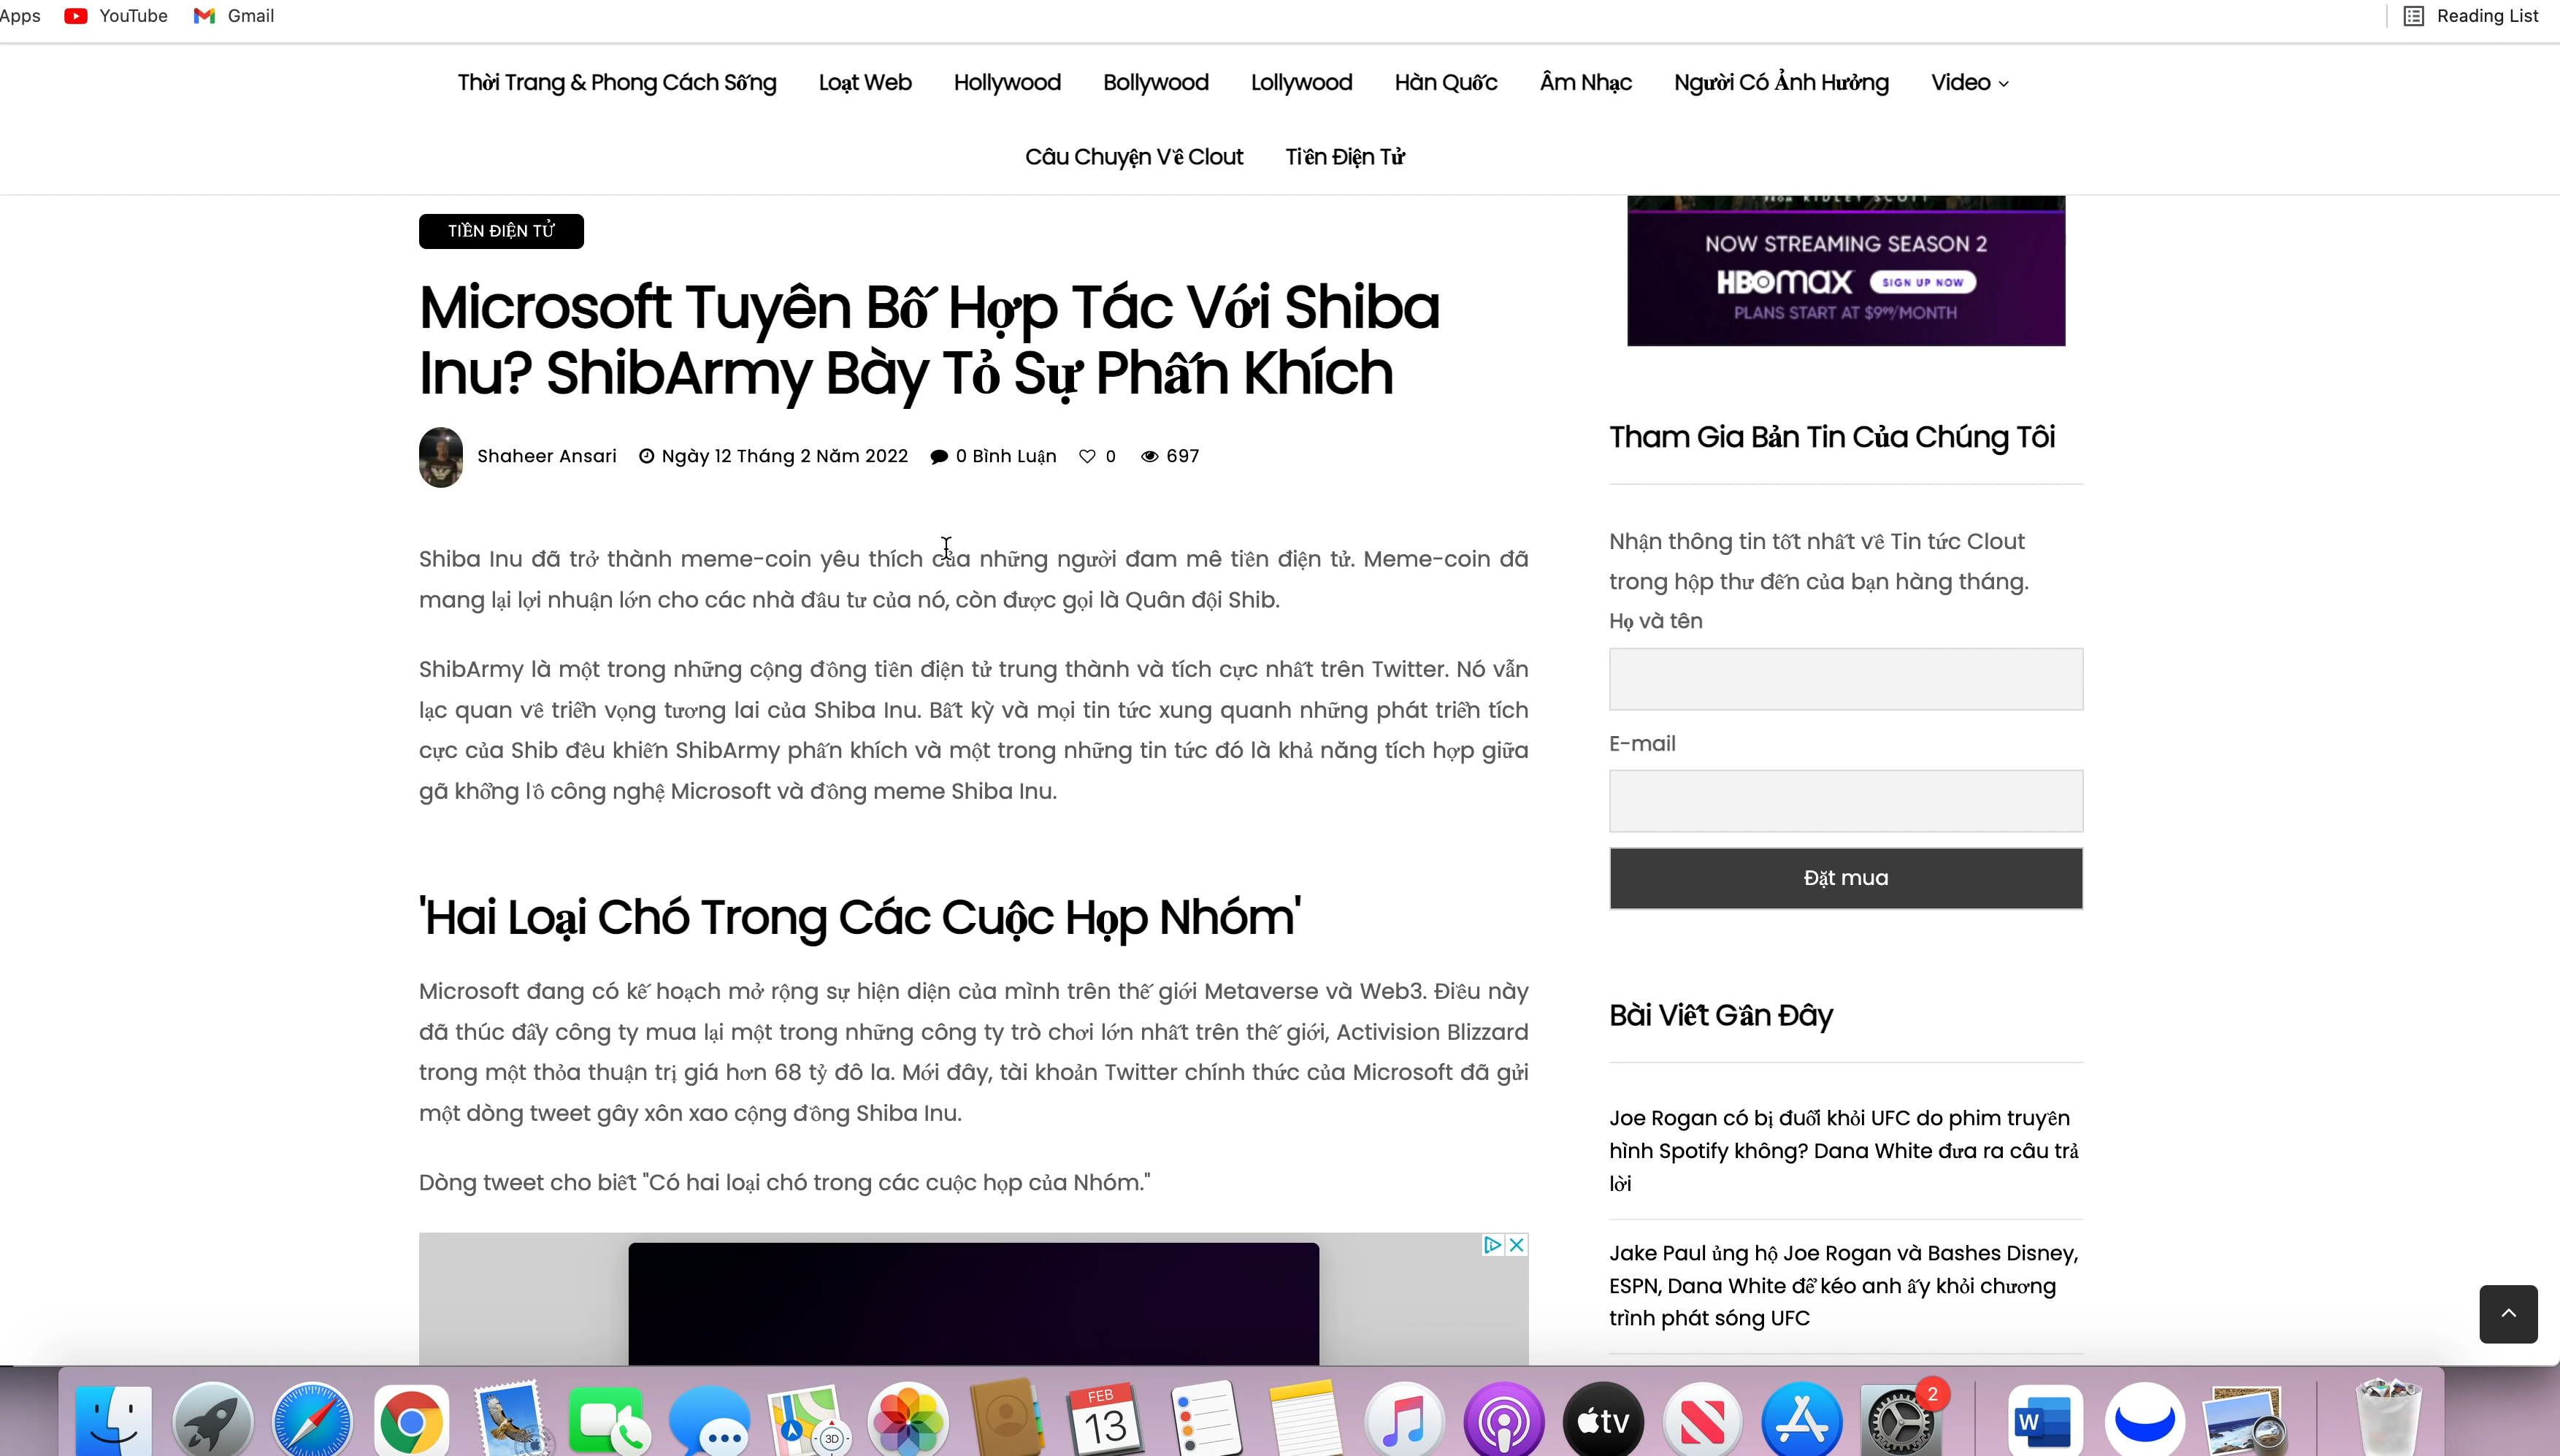 Apps YouTube Gmail Reading List
Thời Trang & Phong Cách Sống Loạt Web Hollywood Bollywood Lollywood Hàn Quốc Âm Nhạc Người Có Ảnh Hưởng Video
Câu Chuyện Về Clout Tiền Điện Tử
TIỀN ĐIỆN TỬ
Microsoft Tuyên Bố Hợp Tác Với Shiba
Inu? ShibArmy Bày Tỏ Sự Phấn Khích
Shaheer Ansari Ngày 12 Tháng 2 Năm 2022 0 Bình Luận 0 697
Shiba Inu đã trở thành meme-coin yêu thích của những người đam mê tiền điện tử. Meme-coin đã
mang lại lợi nhuận lớn cho các nhà đầu tư của nó, còn được gọi là Quân đội Shib.
ShibArmy là một trong những cộng đồng tiền điện tử trung thành và tích cực nhất trên Twitter. Nó vẫn
lạc quan về triển vọng tương lai của Shiba Inu. Bất kỳ và mọi tin tức xung quanh những phát triển tích
cực của Shib đều khiến ShibArmy phấn khích và một trong những tin tức đó là khả năng tích hợp giữa
gã khổng lồ công nghệ Microsoft và đồng meme Shiba Inu.
'Hai Loại Chó Trong Các Cuộc Họp Nhóm'
Microsoft đang có kế hoạch mở rộng sự hiện diện của mình trên thế giới Metaverse và Web3. Điều này
đã thúc đẩy công ty mua lại một trong những công ty trò chơi lớn nhất trên thế giới, Activision Blizzard
trong một thỏa thuận trị giá hơn 68 tỷ đô la. Mới đây, tài khoản Twitter chính thức của Microsoft đã gửi
một dòng tweet gây xôn xao cộng đồng Shiba Inu.
Dòng tweet cho biết "Có hai loại chó trong các cuộc họp của Nhóm."
FROM RIDLEY SCOTT
NOW STREAMING SEASON 2
HBOmax SIGN UP NOW
PLANS START AT $9⁹⁹/MONTH
Tham Gia Bản Tin Của Chúng Tôi
Nhận thông tin tốt nhất về Tin tức Clout
trong hộp thư đến của bạn hàng tháng.
Họ và tên
E-mail
Đặt mua
Bài Viết Gần Đây
Joe Rogan có bị đuổi khỏi UFC do phim truyền
hình Spotify không? Dana White đưa ra câu trả
lời
Jake Paul ủng hộ Joe Rogan và Bashes Disney,
ESPN, Dana White để kéo anh ấy khỏi chương
trình phát sóng UFC
3D
FEB
13
tv
2
W